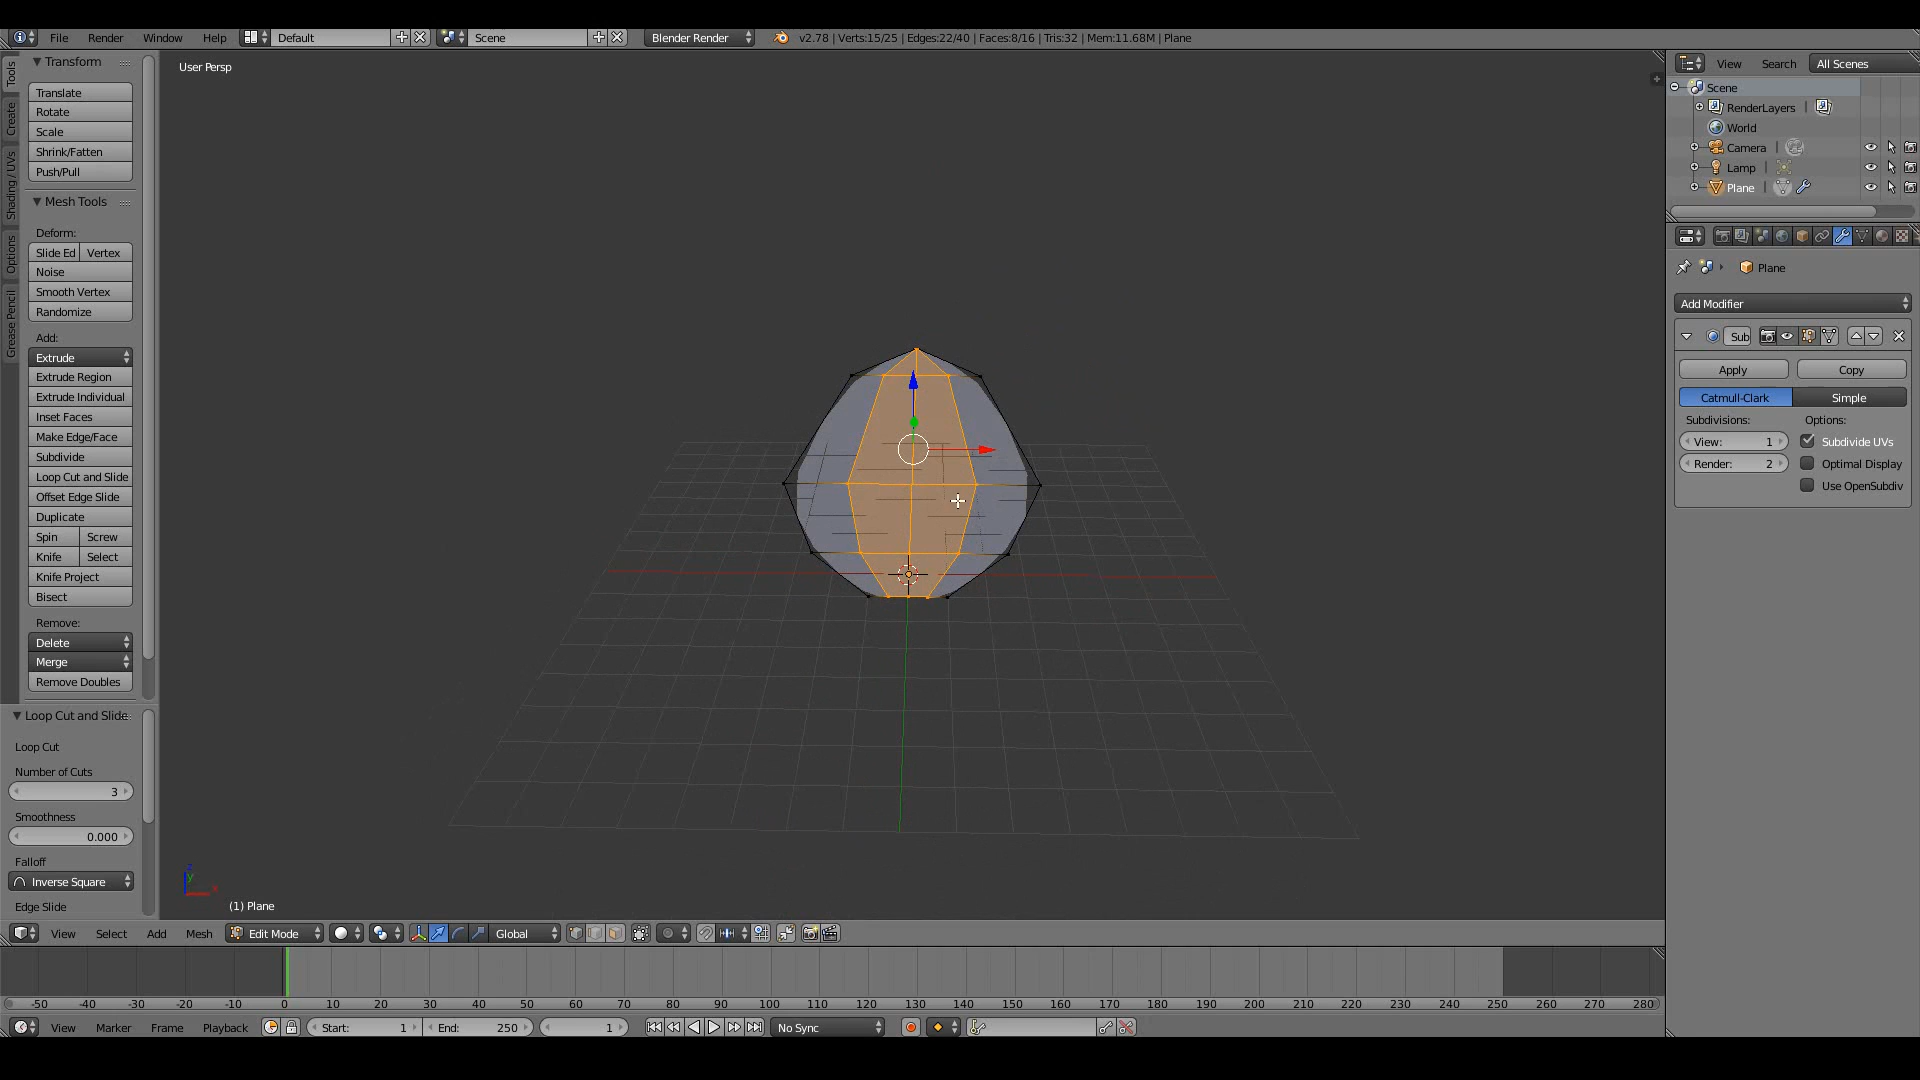 File Render Window Help Default Scene Blender Render v2.78 | Verts:15/25 | Edges:22/40 | Faces:8/16 | Tris:32 | Mem:11.68M | Plane
Tools
Create
Shading / UVs
Options
Grease Pencil
Transform
Translate
Rotate
Scale
Shrink/Fatten
Push/Pull
Mesh Tools
Deform:
Slide Ed Vertex
Noise
Smooth Vertex
Randomize
Add:
Extrude
Extrude Region
Extrude Individual
Inset Faces
Make Edge/Face
Subdivide
Loop Cut and Slide
Offset Edge Slide
Duplicate
Spin Screw
Knife Select
Knife Project
Bisect
Remove:
Delete
Merge
Remove Doubles
Loop Cut and Slide
Loop Cut
Number of Cuts
3
Smoothness
0.000
Falloff
Inverse Square
Edge Slide
User Persp
z
y
x
(1) Plane
View Select Add Mesh Edit Mode Global
-50 -40 -30 -20 -10 0 10 20 30 40 50 60 70 80 90 100 110 120 130 140 150 160 170 180 190 200 210 220 230 240 250 260 270 280
View Marker Frame Playback Start: 1 End: 250 1 No Sync
View Search All Scenes
Scene
RenderLayers |
World
Camera |
Lamp |
Plane |
Plane
Add Modifier
Sub
Apply Copy
Catmull-Clark Simple
Subdivisions: Options:
View: 1 Subdivide UVs
Render: 2 Optimal Display
Use OpenSubdiv